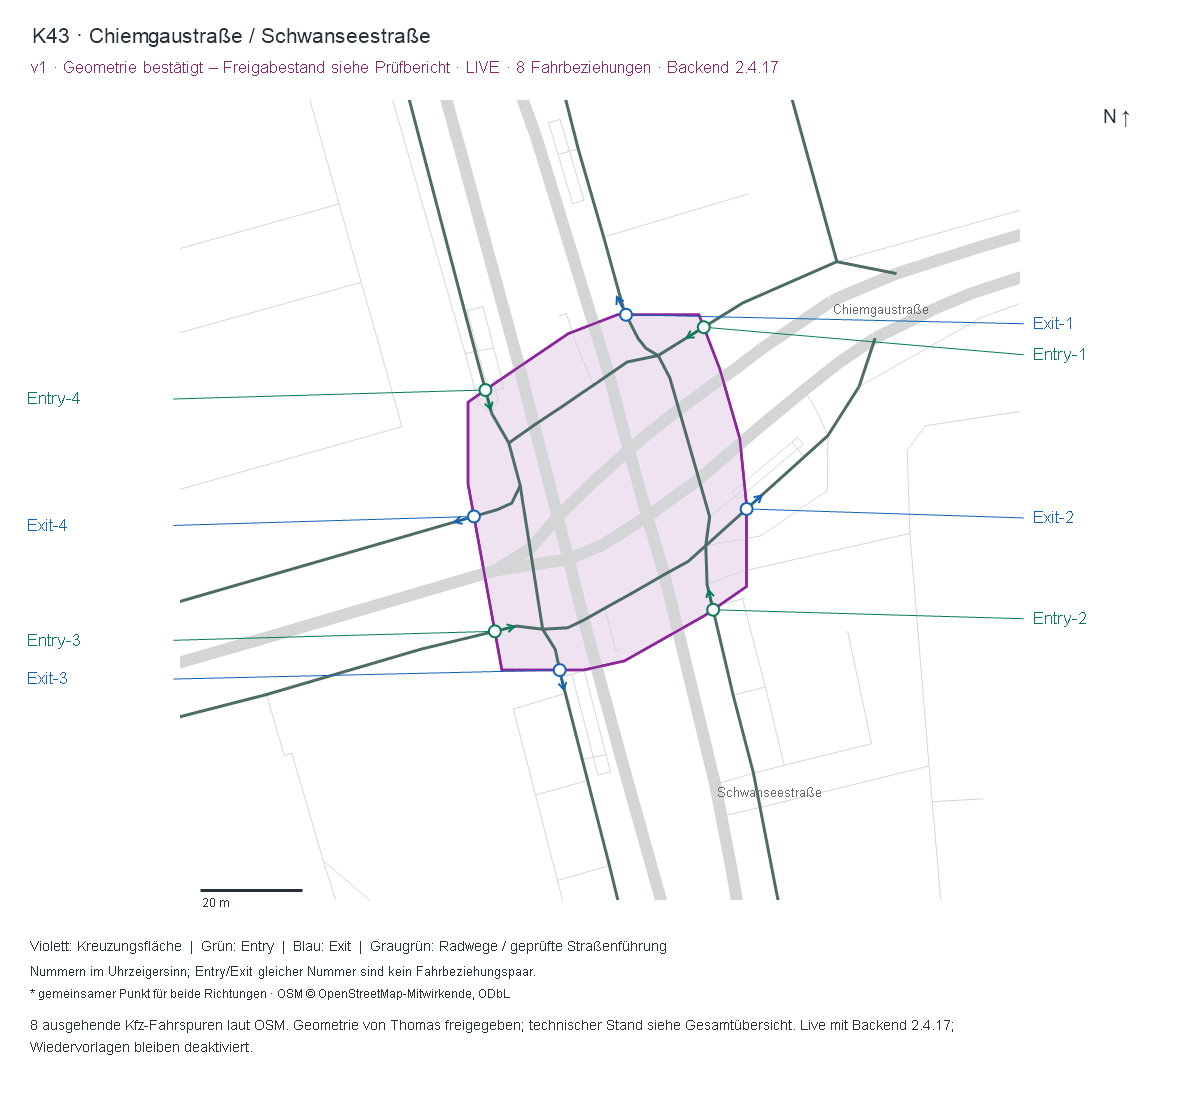 K43 · Chiemgaustraße / Schwanseestraße
v1 · Geometrie bestätigt – Freigabestand siehe Prüfbericht · LIVE · 8 Fahrbeziehungen · Backend 2.4.17
N ↑
Chiemgaustraße
Exit-1
Entry-1
Entry-4
Exit-2
Exit-4
Entry-2
Entry-3
Exit-3
Schwanseestraße
20 m
Violett: Kreuzungsfläche | Grün: Entry | Blau: Exit | Graugrün: Radwege / geprüfte Straßenführung
Nummern im Uhrzeigersinn; Entry/Exit gleicher Nummer sind kein Fahrbeziehungspaar.
* gemeinsamer Punkt für beide Richtungen · OSM © OpenStreetMap-Mitwirkende, ODbL
8 ausgehende Kfz-Fahrspuren laut OSM. Geometrie von Thomas freigegeben; technischer Stand siehe Gesamtübersicht. Live mit Backend 2.4.17;
Wiedervorlagen bleiben deaktiviert.